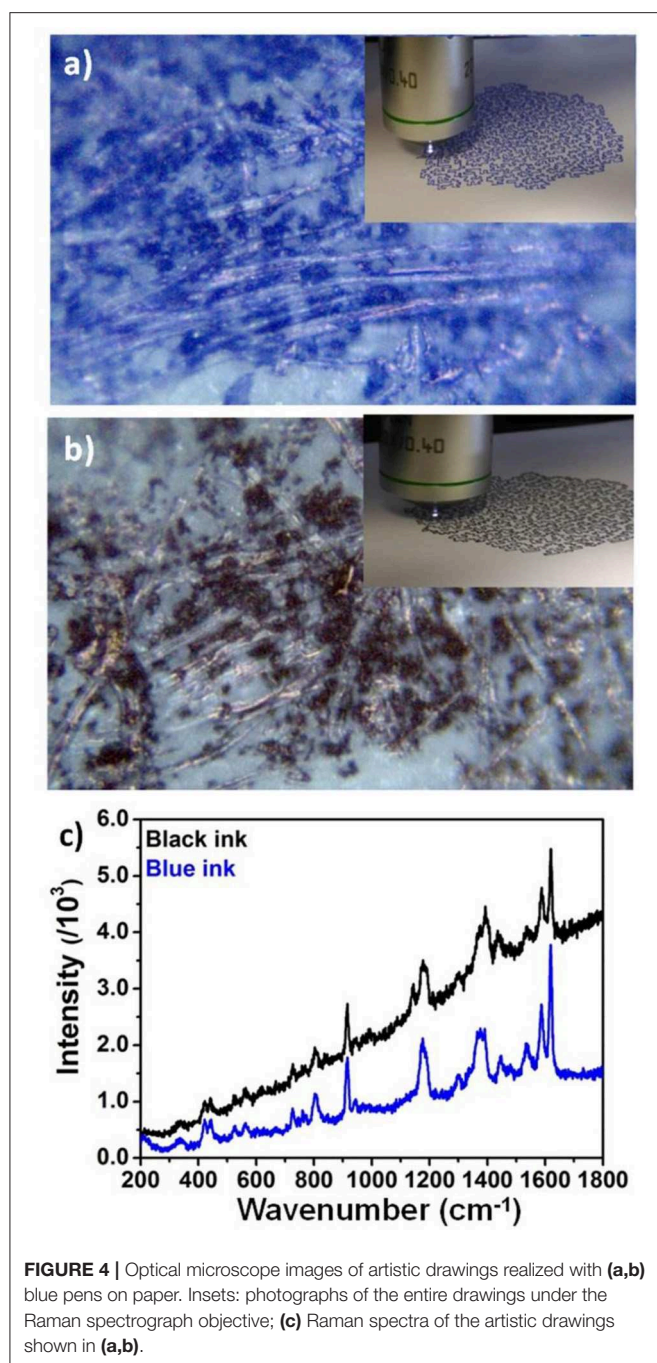 a)
0.40
20
b)
0/0.40
c)
Black ink
Blue ink
6.0
5.0
4.0
3.0
2.0
1.0
0.0
Intensity (/10³)
200 400 600 800 1000 1200 1400 1600 1800
Wavenumber (cm⁻¹)
FIGURE 4 | Optical microscope images of artistic drawings realized with (a,b)
blue pens on paper. Insets: photographs of the entire drawings under the
Raman spectrograph objective; (c) Raman spectra of the artistic drawings
shown in (a,b).